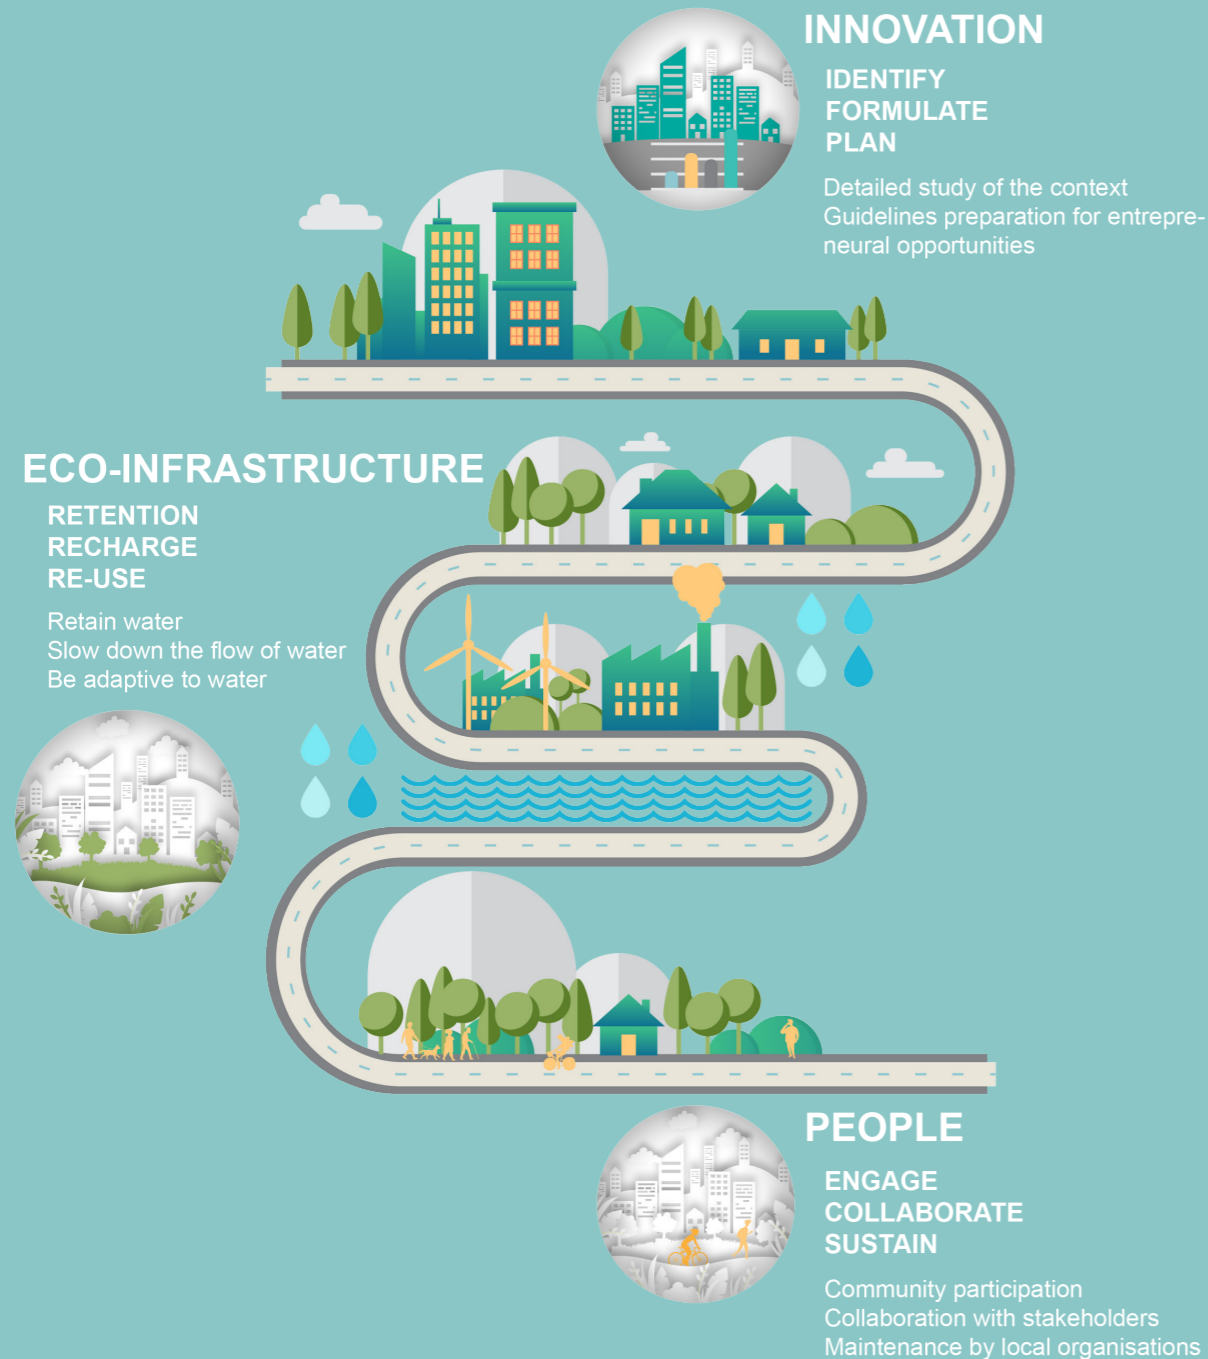 INNOVATION
IDENTIFY
FORMULATE
PLAN
Detailed study of the context
Guidelines preparation for entrepre-
neural opportunities
ECO-INFRASTRUCTURE
RETENTION
RECHARGE
RE-USE
Retain water
Slow down the flow of water
Be adaptive to water
PEOPLE
ENGAGE
COLLABORATE
SUSTAIN
Community participation
Collaboration with stakeholders
Maintenance by local organisations